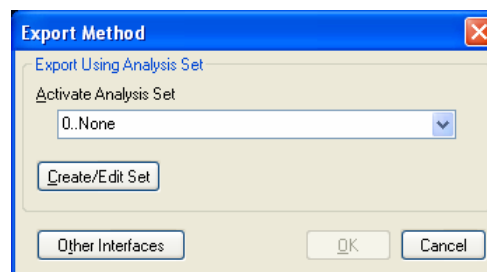 Export Method
Export Using Analysis Set
Activate Analysis Set
0..None
Create/Edit Set
Other Interfaces OK Cancel